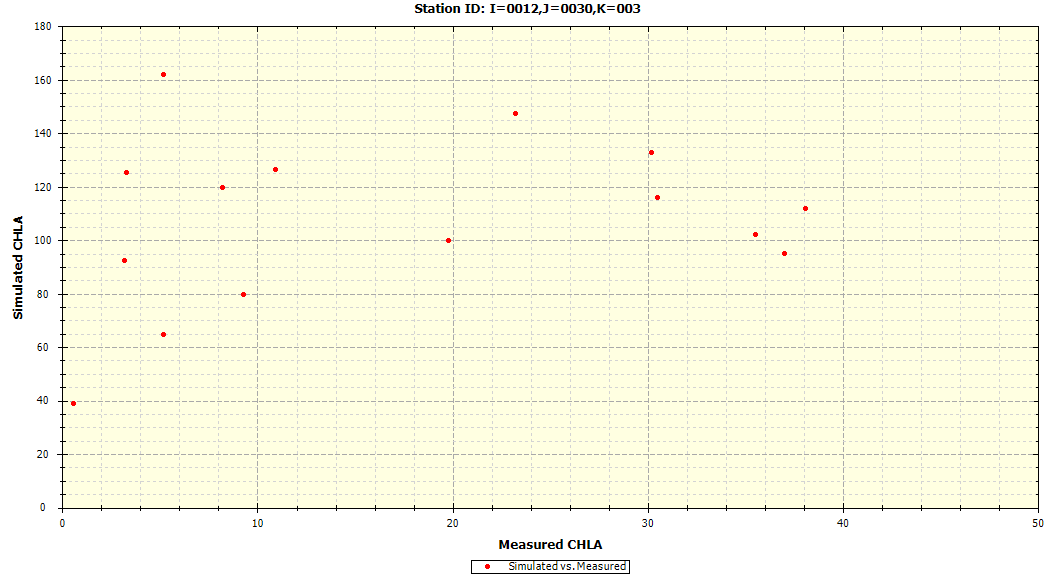 Station ID: I=0012,J=0030,K=003
180
160
140
120
100
80
60
40
20
0
Simulated CHLA
0 10 20 30 40 50
Measured CHLA
Simulated vs. Measured